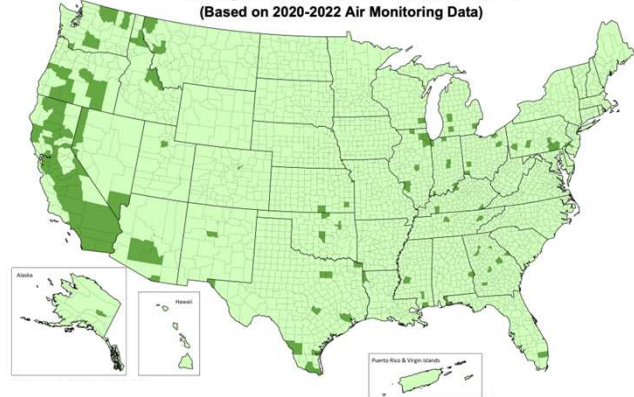 (Based on 2020-2022 Air Monitoring Data)
Alaska
Hawaii
Puerto Rico & Virgin Islands